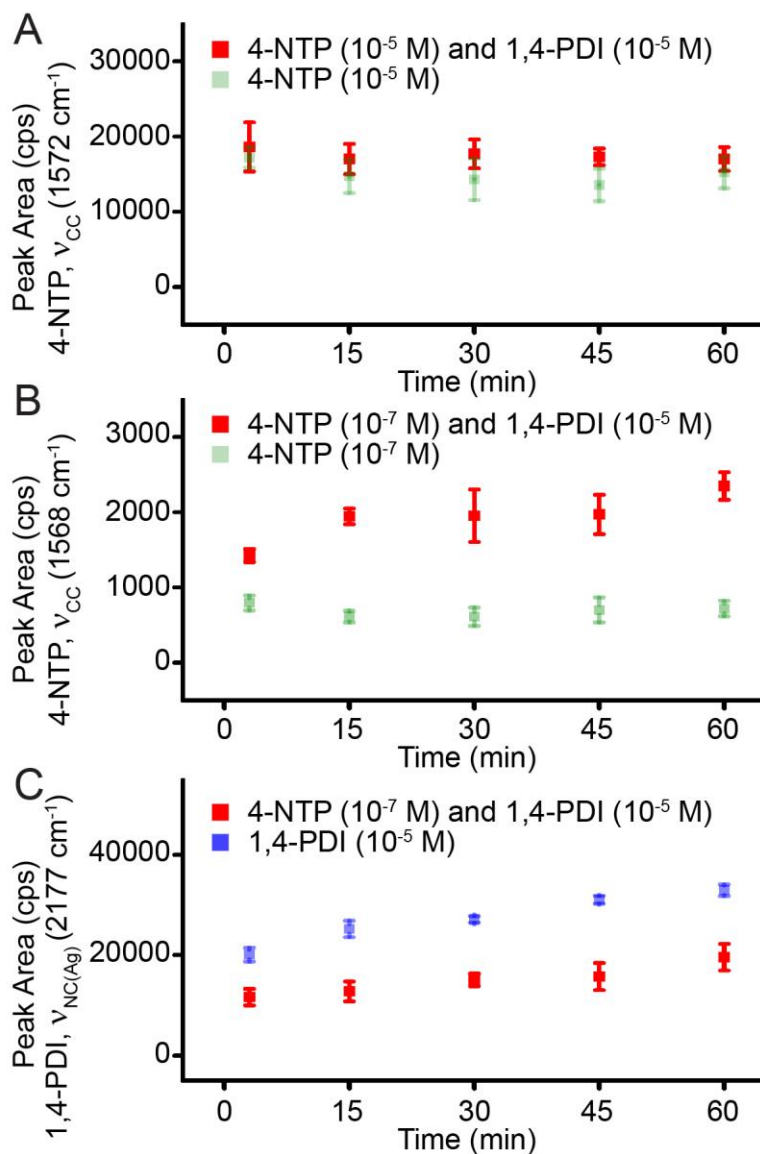 A
Peak Area (cps)
4-NTP, νCC (1572 cm⁻¹)
4-NTP (10⁻⁵ M) and 1,4-PDI (10⁻⁵ M)
4-NTP (10⁻⁵ M)
30000
20000
10000
0
0 15 30 45 60
Time (min)
B
Peak Area (cps)
4-NTP, νCC (1568 cm⁻¹)
4-NTP (10⁻⁷ M) and 1,4-PDI (10⁻⁵ M)
4-NTP (10⁻⁷ M)
3000
2000
1000
0
0 15 30 45 60
Time (min)
C
Peak Area (cps)
1,4-PDI, νNC(Ag) (2177 cm⁻¹)
4-NTP (10⁻⁷ M) and 1,4-PDI (10⁻⁵ M)
1,4-PDI (10⁻⁵ M)
40000
20000
0
0 15 30 45 60
Time (min)